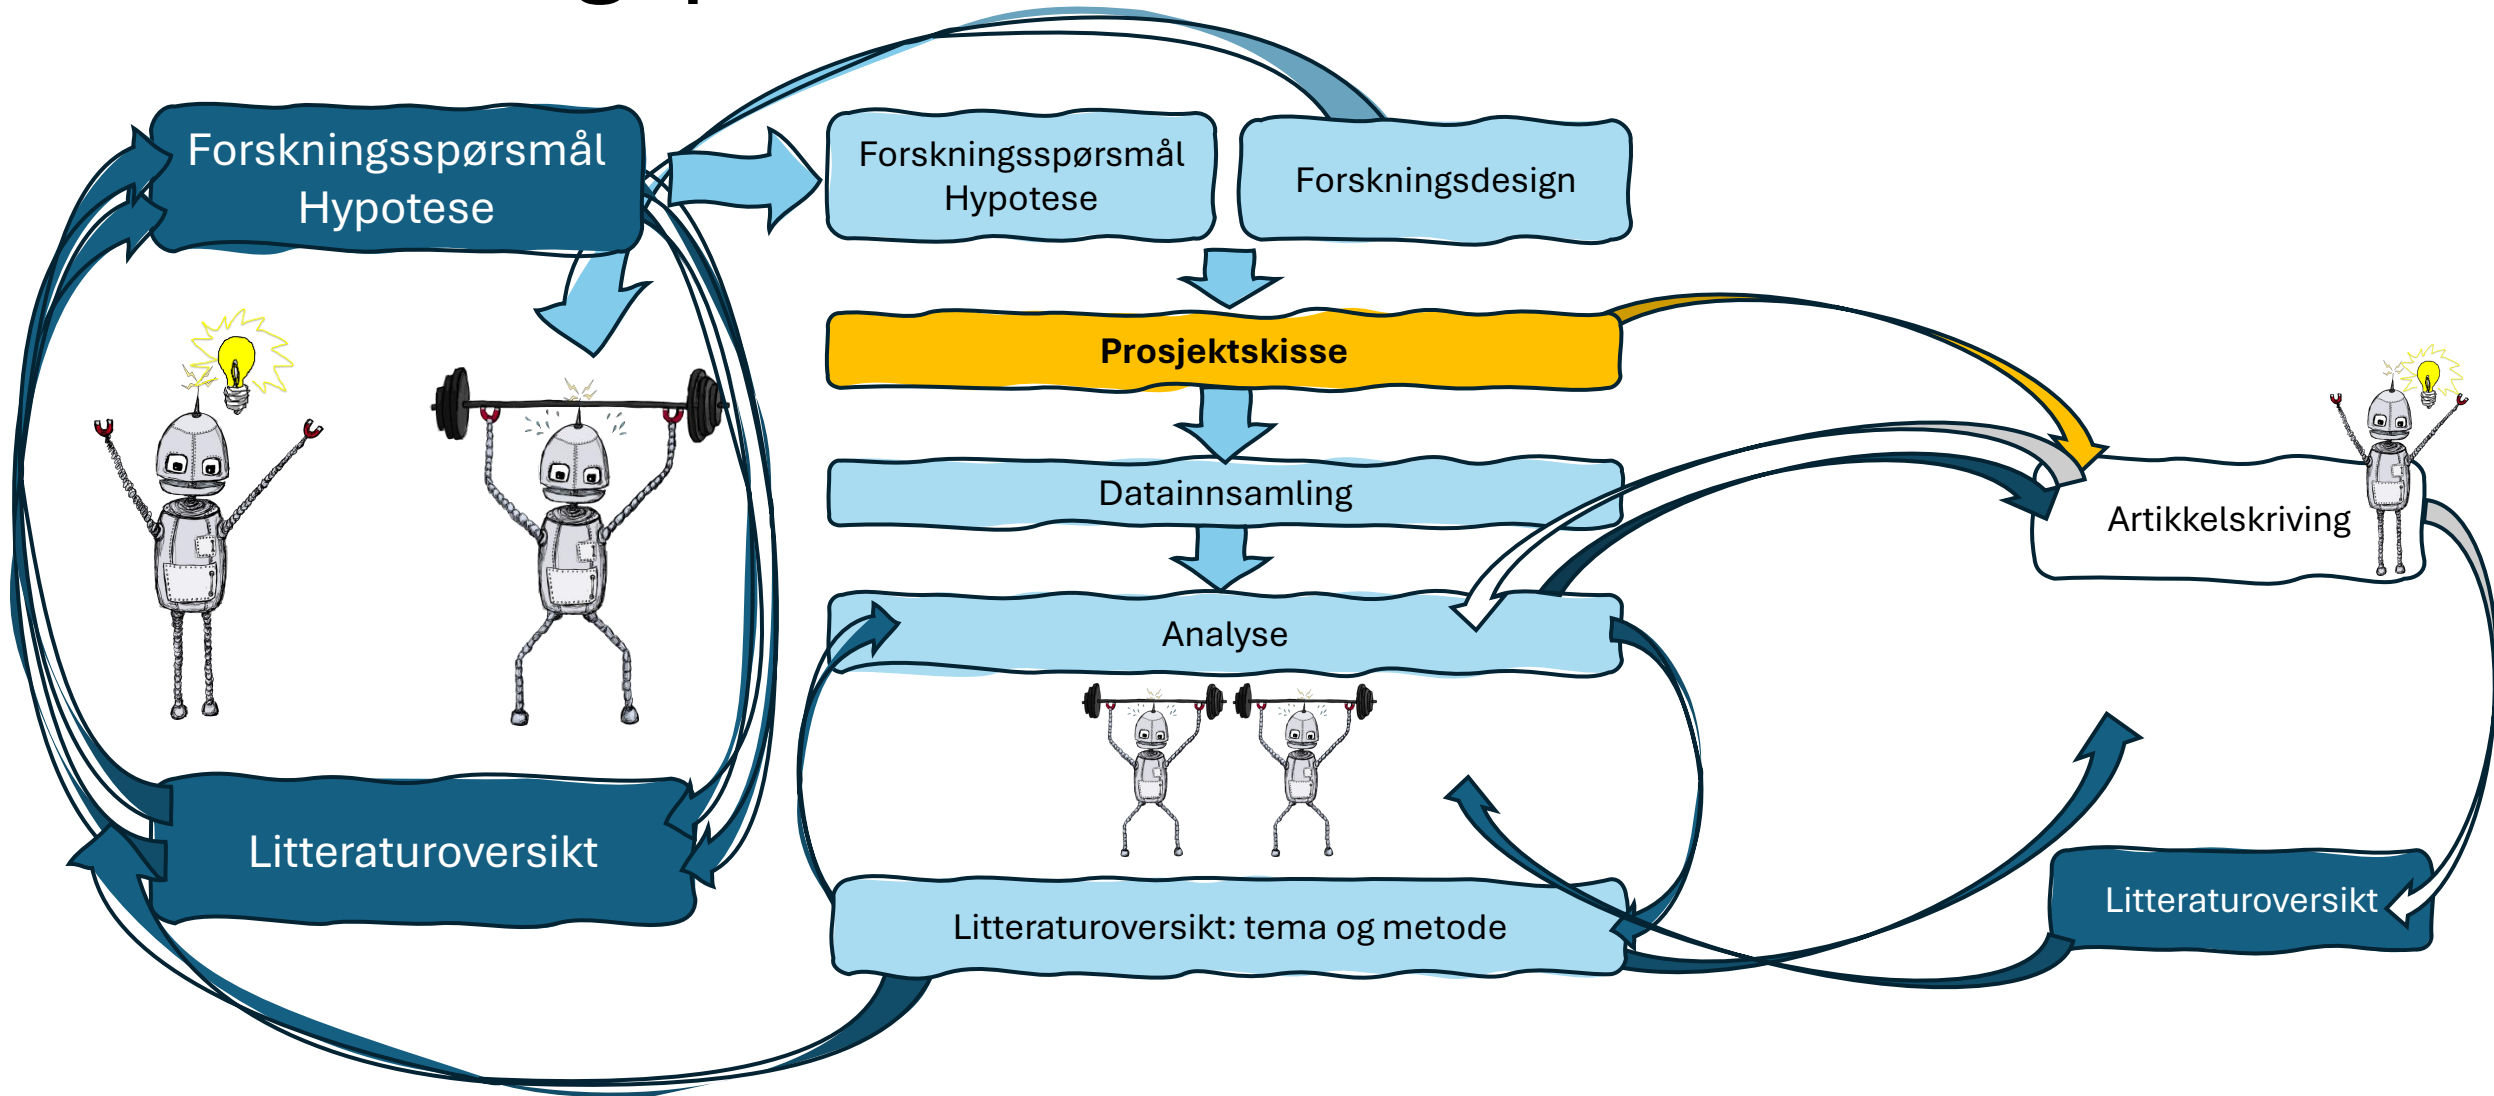 Forskningsspørsmål
Hypotese
Forskningsspørsmål
Hypotese
Forskningsdesign
Prosjektskisse
Datainnsamling
Artikkelskriving
Analyse
Litteraturoversikt
Litteraturoversikt: tema og metode
Litteraturoversikt